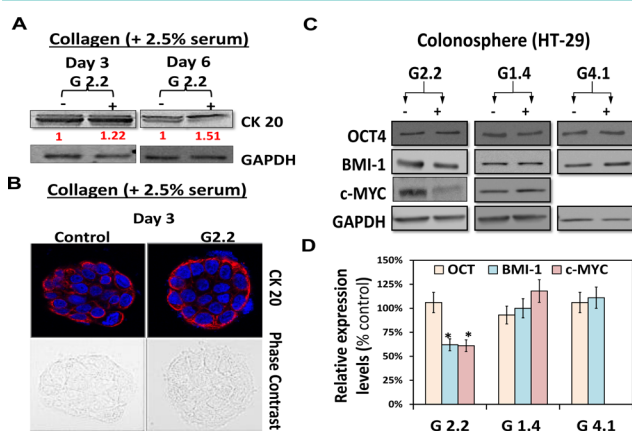 A
Collagen (+ 2.5% serum)
Day 3 Day 6
G 2.2 G 2.2
- + - +
CK 20
1 1.22 1 1.51
GAPDH
B
Collagen (+ 2.5% serum)
Day 3
Control G2.2
CK 20
Phase Contrast
C
Colonosphere (HT-29)
G2.2 G1.4 G4.1
- + - + - +
OCT4
BMI-1
c-MYC
GAPDH
D
Relative expression
levels (% control)
150%
125%
100%
75%
50%
25%
0%
OCT BMI-1 c-MYC
* *
G 2.2 G 1.4 G 4.1